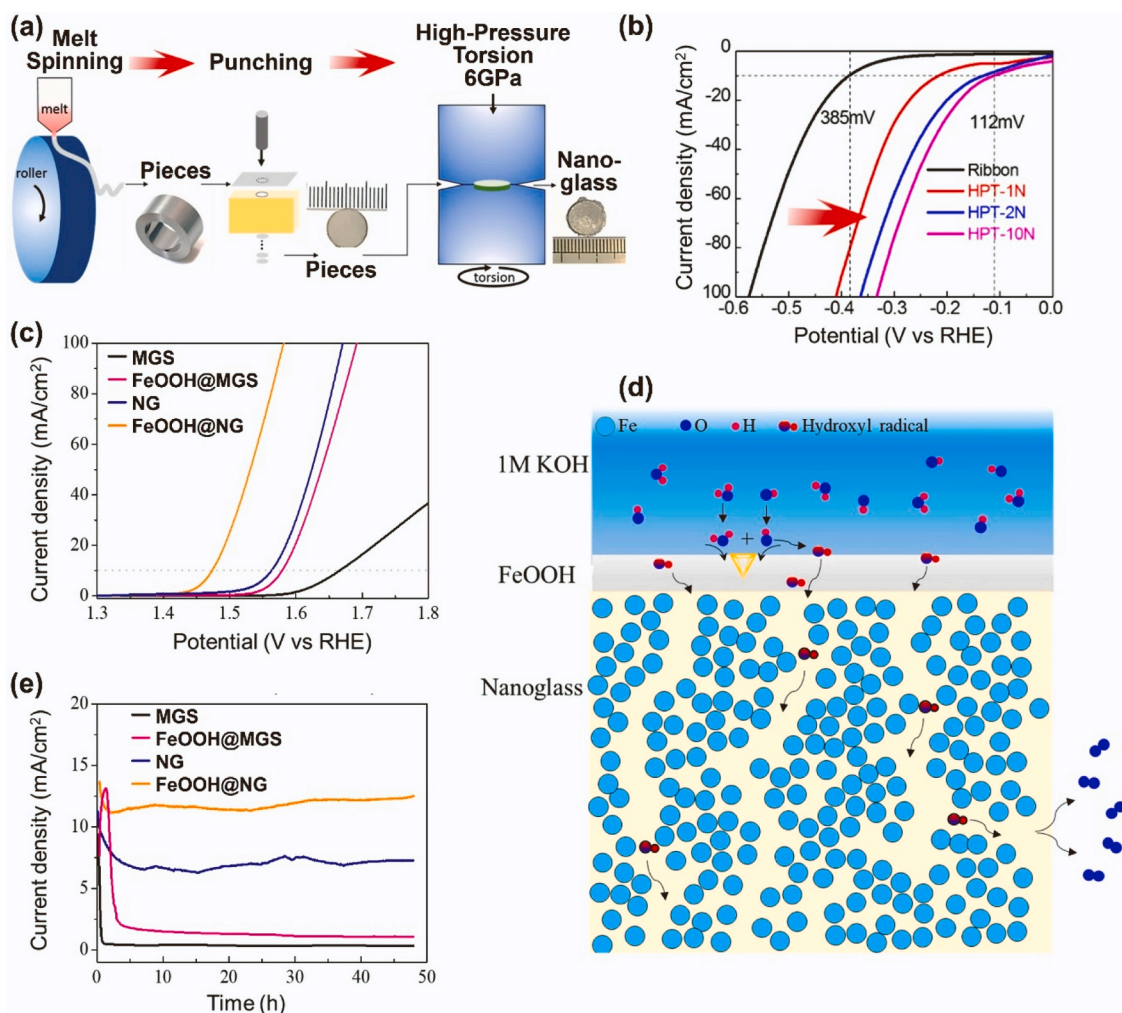 (a)
Melt
Spinning
Punching
High-Pressure
Torsion
6GPa
melt
roller
Pieces
Pieces
Nano-
glass
torsion
(b)
Current density (mA/cm²)
0
-20
-40
-60
-80
100
385mV
112mV
Ribbon
HPT-1N
HPT-2N
HPT-10N
-0.6 -0.5 -0.4 -0.3 -0.2 -0.1 0.0
Potential (V vs RHE)
(c)
Current density (mA/cm²)
100
80
60
40
20
10
0
MGS
FeOOH@MGS
NG
FeOOH@NG
1.3 1.4 1.5 1.6 1.7 1.8
Potential (V vs RHE)
(d)
Fe O H Hydroxyl radical
1M KOH
+
FeOOH
Nanoglass
(e)
Current density (mA/cm²)
20
15
10
5
0
MGS
FeOOH@MGS
NG
FeOOH@NG
0 10 20 30 40 50
Time (h)